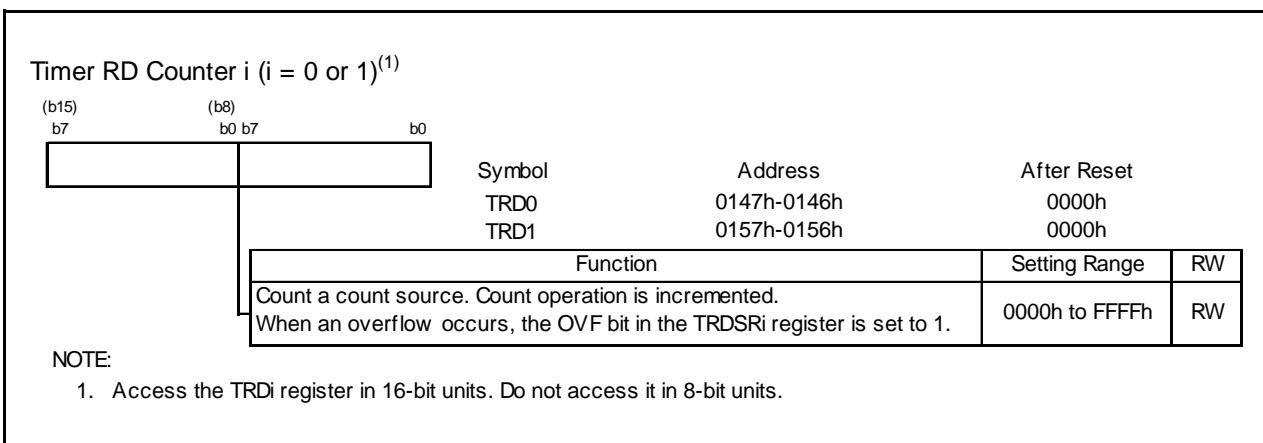 Timer RD Counter i (i = 0 or 1)(1)
(b15) (b8)
b7 b0 b7 b0
Symbol Address After Reset
TRD0 0147h-0146h 0000h
TRD1 0157h-0156h 0000h
Function Setting Range RW
Count a count source. Count operation is incremented.
When an overflow occurs, the OVF bit in the TRDSRi register is set to 1.
0000h to FFFFh RW
NOTE:
1. Access the TRDi register in 16-bit units. Do not access it in 8-bit units.